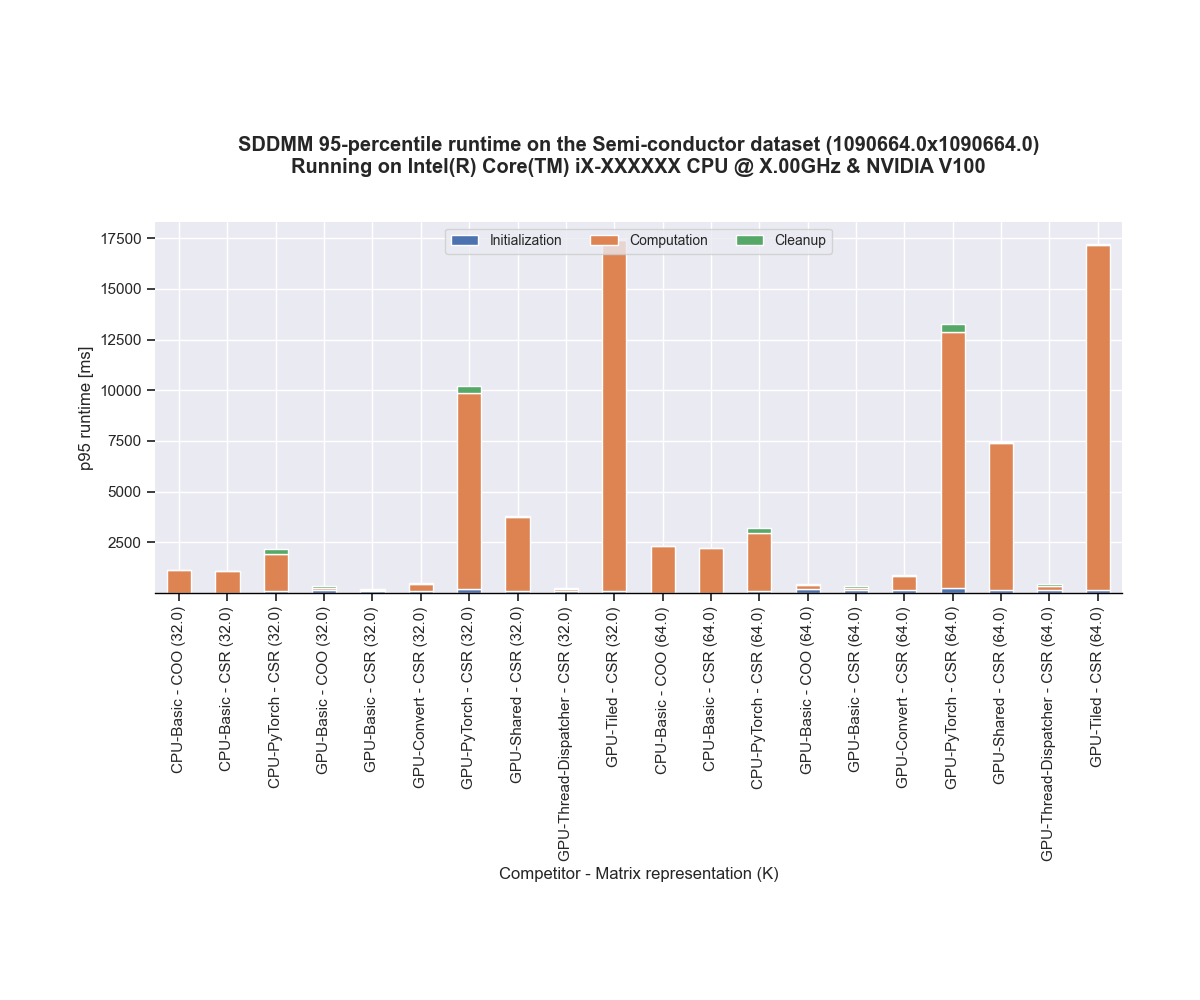 SDDMM 95-percentile runtime on the Semi-conductor dataset (1090664.0x1090664.0)
Running on Intel(R) Core(TM) iX-XXXXXX CPU @ X.00GHz & NVIDIA V100
Initialization
Computation
Cleanup
p95 runtime [ms]
17500
15000
12500
10000
7500
5000
2500
CPU-Basic - COO (32.0)
CPU-Basic - CSR (32.0)
CPU-PyTorch - CSR (32.0)
GPU-Basic - COO (32.0)
GPU-Basic - CSR (32.0)
GPU-Convert - CSR (32.0)
GPU-PyTorch - CSR (32.0)
GPU-Shared - CSR (32.0)
GPU-Thread-Dispatcher - CSR (32.0)
GPU-Tiled - CSR (32.0)
CPU-Basic - COO (64.0)
CPU-Basic - CSR (64.0)
CPU-PyTorch - CSR (64.0)
GPU-Basic - COO (64.0)
GPU-Basic - CSR (64.0)
GPU-Convert - CSR (64.0)
GPU-PyTorch - CSR (64.0)
GPU-Shared - CSR (64.0)
GPU-Thread-Dispatcher - CSR (64.0)
GPU-Tiled - CSR (64.0)
Competitor - Matrix representation (K)